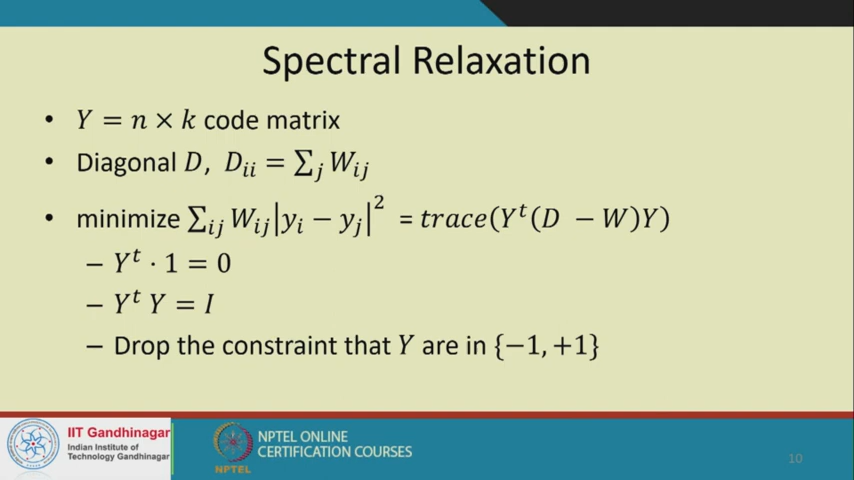 Spectral Relaxation
• Y = n × k code matrix
• Diagonal D, D_ii = ∑_j W_ij
• minimize ∑_ij W_ij |y_i − y_j|^2 = trace(Y^t(D − W)Y)
– Y^t · 1 = 0
– Y^t Y = I
– Drop the constraint that Y are in {−1, +1}
IIT Gandhinagar
Indian Institute of
Technology Gandhinagar
NPTEL
NPTEL ONLINE
CERTIFICATION COURSES
10